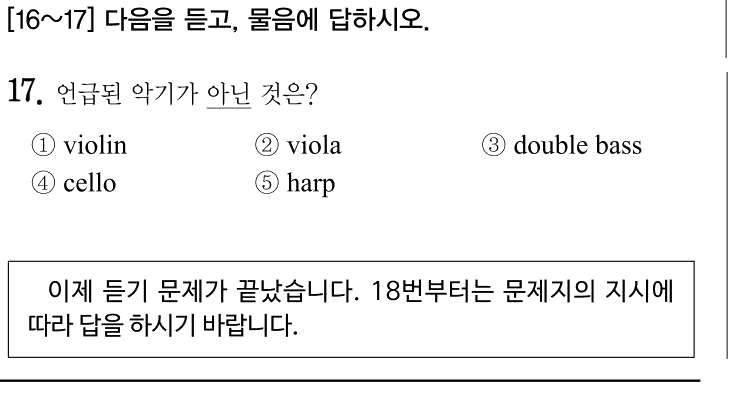 [16～17] 다음을 듣고, 물음에 답하시오.
17. 언급된 악기가 아닌 것은?
① violin ② viola ③ double bass
④ cello ⑤ harp
이제 듣기 문제가 끝났습니다. 18번부터는 문제지의 지시에
따라 답을 하시기 바랍니다.